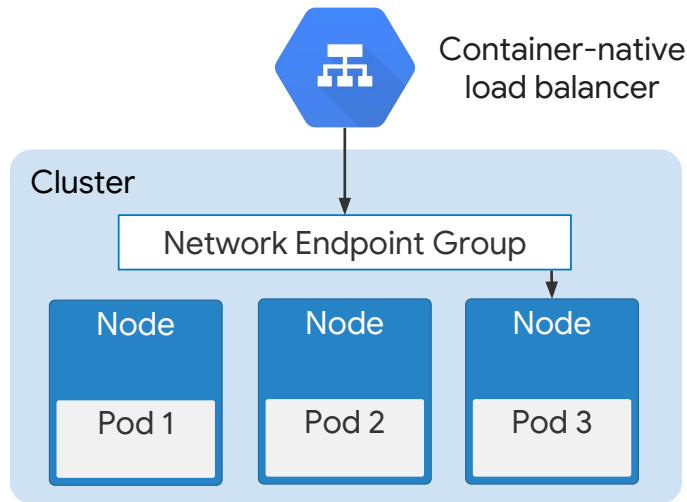 Container-native
load balancer
Cluster
Network Endpoint Group
Node
Node
Node
Pod 1
Pod 2
Pod 3